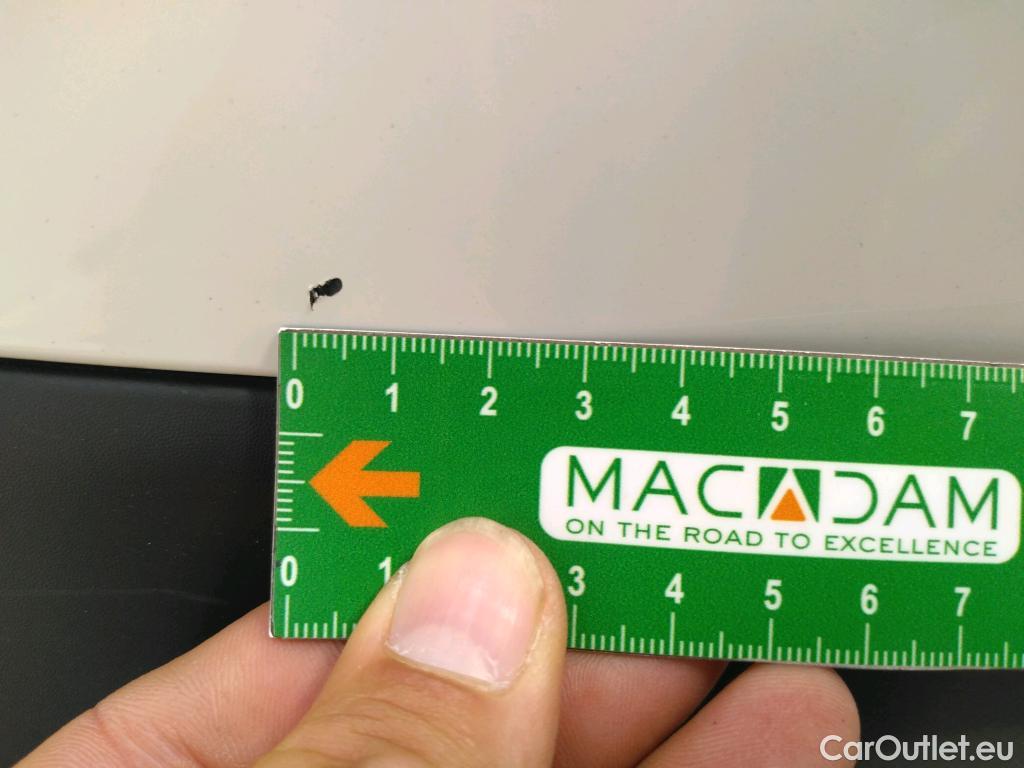 0 1 2 3 4 5 6 7
MACADAM
ON THE ROAD TO EXCELLENCE
0 1 3 4 5 6 7
CarOutlet.eu